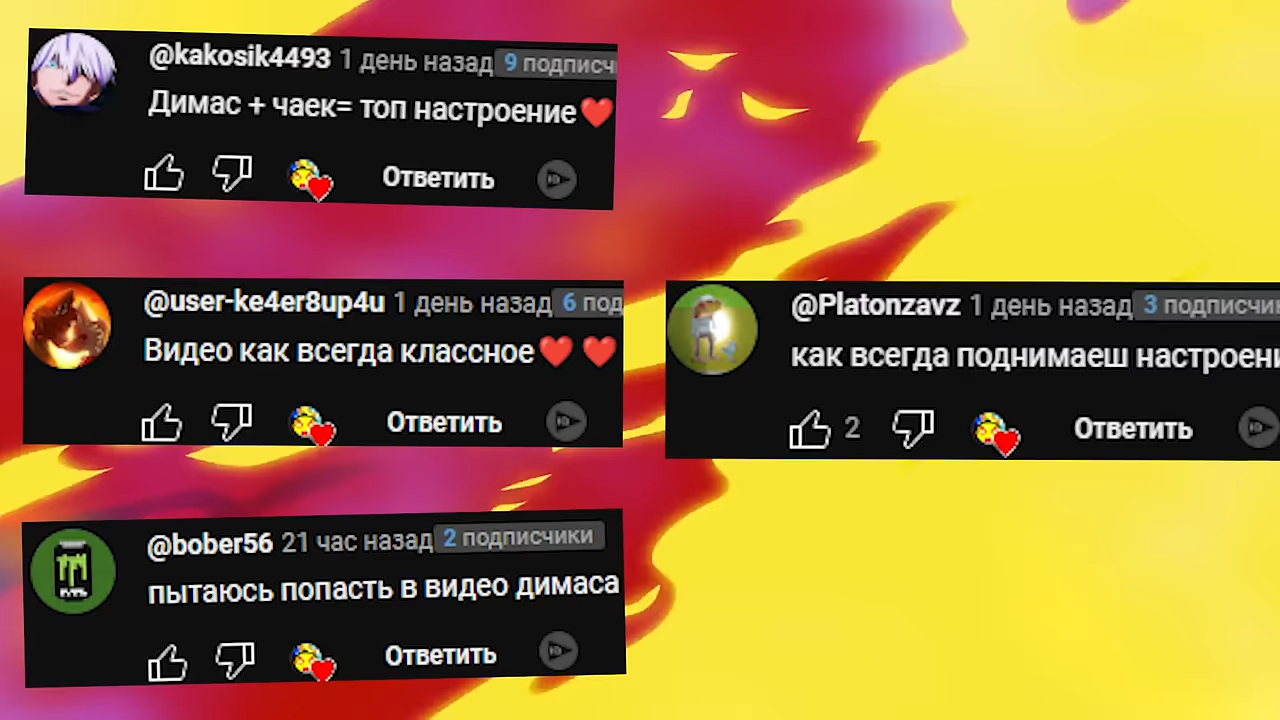 @kakosik4493 1 день назад 9 подписч
Димас + чаек= топ настроение❤️
Ответить
@user-ke4er8up4u 1 день назад 6 под
Видео как всегда классное❤️ ❤️
Ответить
@Platonzavz 1 день назад 3 подписчи
как всегда поднимаеш настроени
2 Ответить
@bober56 21 час назад 2 подписчики
пытаюсь попасть в видео димаса
Ответить